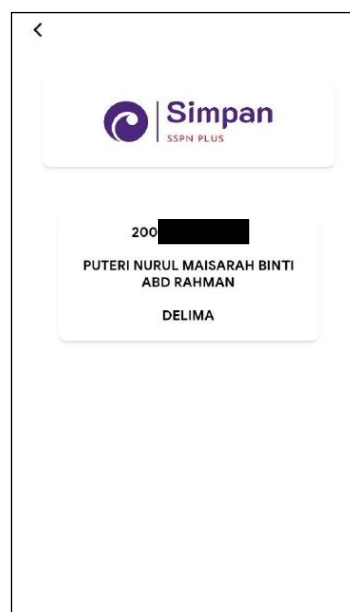 Simpan
SSPN PLUS
200
PUTERI NURUL MAISARAH BINTI
ABD RAHMAN
DELIMA